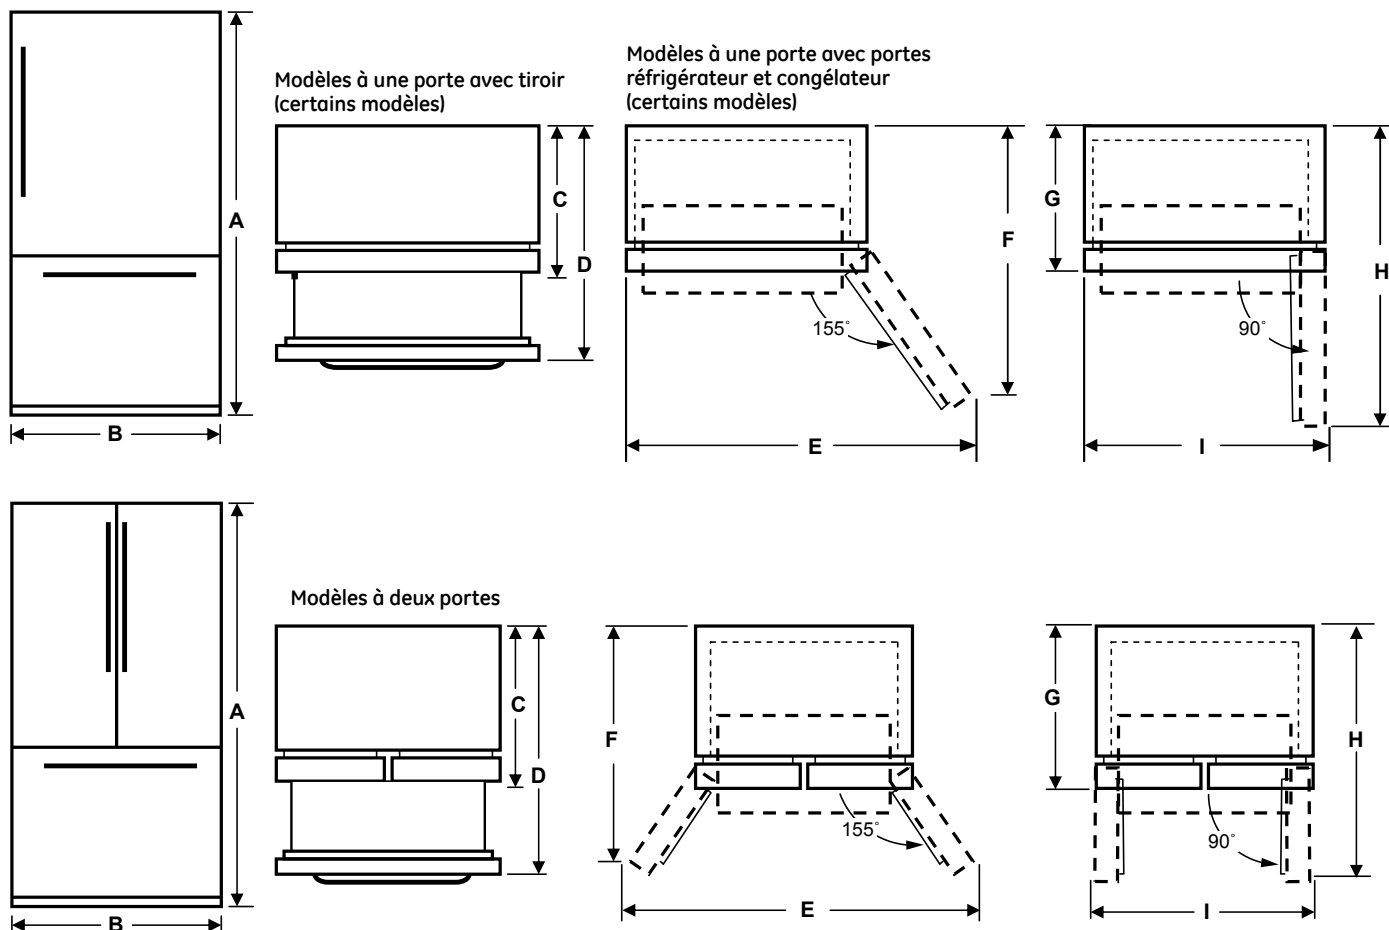 Modèles à une porte avec tiroir
(certains modèles)
Modèles à une porte avec portes
réfrigérateur et congélateur
(certains modèles)
A
B
C
D
155°
F
E
G
90°
H
I
Modèles à deux portes
A
B
C
D
F
155°
E
G
90°
H
I